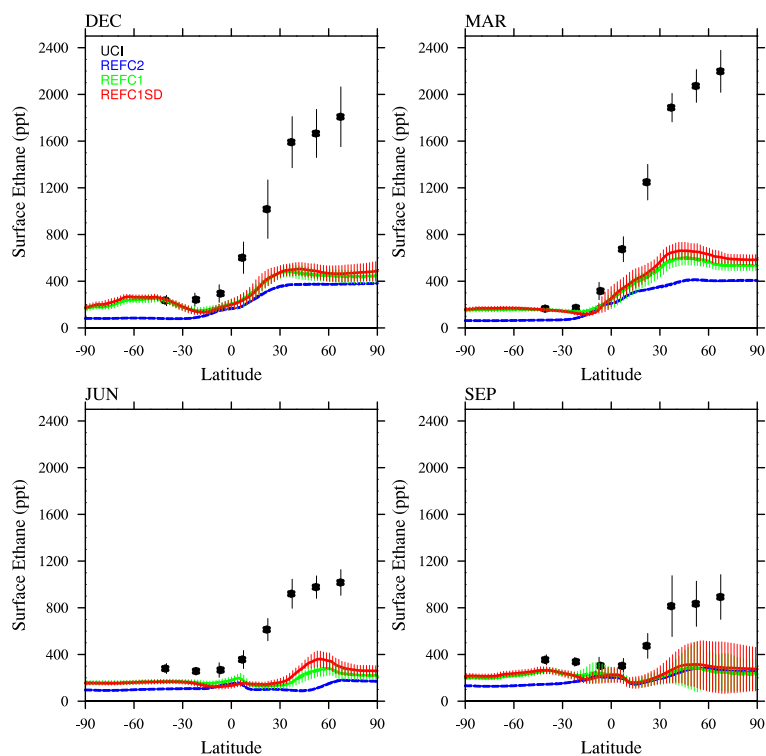 DEC
UCI
REFC2
REFC1
REFC1SD
Surface Ethane (ppt)
2400
2000
1600
1200
800
400
0
-90 -60 -30 0 30 60 90
Latitude
MAR
Surface Ethane (ppt)
2400
2000
1600
1200
800
400
0
-90 -60 -30 0 30 60 90
Latitude
JUN
Surface Ethane (ppt)
2400
2000
1600
1200
800
400
0
-90 -60 -30 0 30 60 90
Latitude
SEP
Surface Ethane (ppt)
2400
2000
1600
1200
800
400
0
-90 -60 -30 0 30 60 90
Latitude